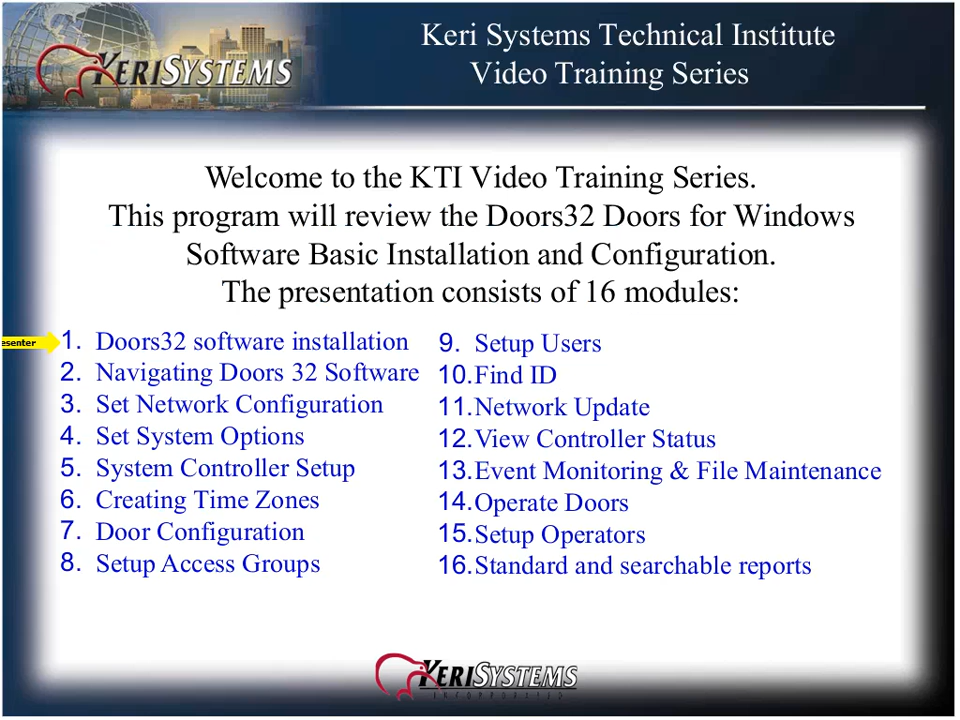 KERISYSTEMS
Keri Systems Technical Institute
Video Training Series
Welcome to the KTI Video Training Series.
This program will review the Doors32 Doors for Windows
Software Basic Installation and Configuration.
The presentation consists of 16 modules:
esenter
1. Doors32 software installation
2. Navigating Doors 32 Software
3. Set Network Configuration
4. Set System Options
5. System Controller Setup
6. Creating Time Zones
7. Door Configuration
8. Setup Access Groups
9. Setup Users
10. Find ID
11. Network Update
12. View Controller Status
13. Event Monitoring & File Maintenance
14. Operate Doors
15. Setup Operators
16. Standard and searchable reports
KERISYSTEMS
INCORPORATED